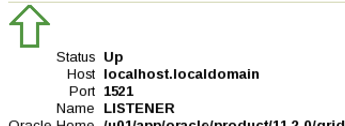 Status Up
Host localhost.localdomain
Port 1521
Name LISTENER
Oracle Home /u01/app/oracle/product/11.2.0/grid